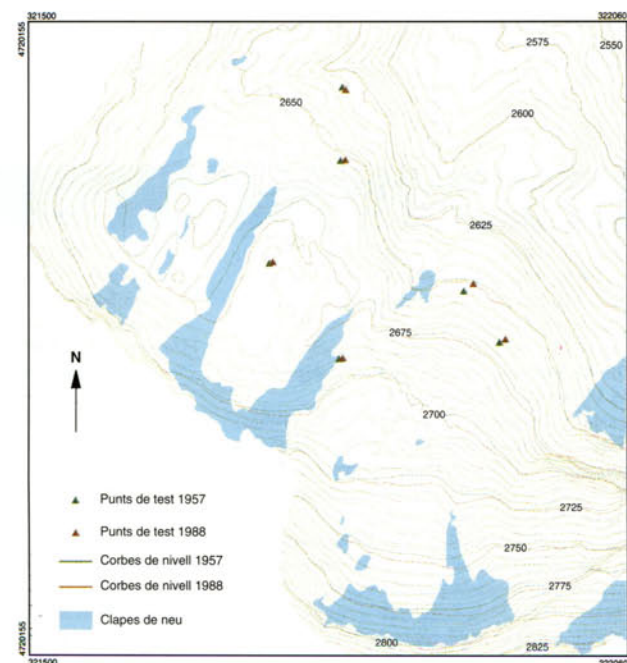 321500
322060
4720155
2575
2550
2650
2600
2625
2675
N
2700
Punts de test 1957
2725
Punts de test 1988
2750
Corbes de nivell 1957
Corbes de nivell 1988
2775
Clapes de neu
2800
2825
4720155
321500